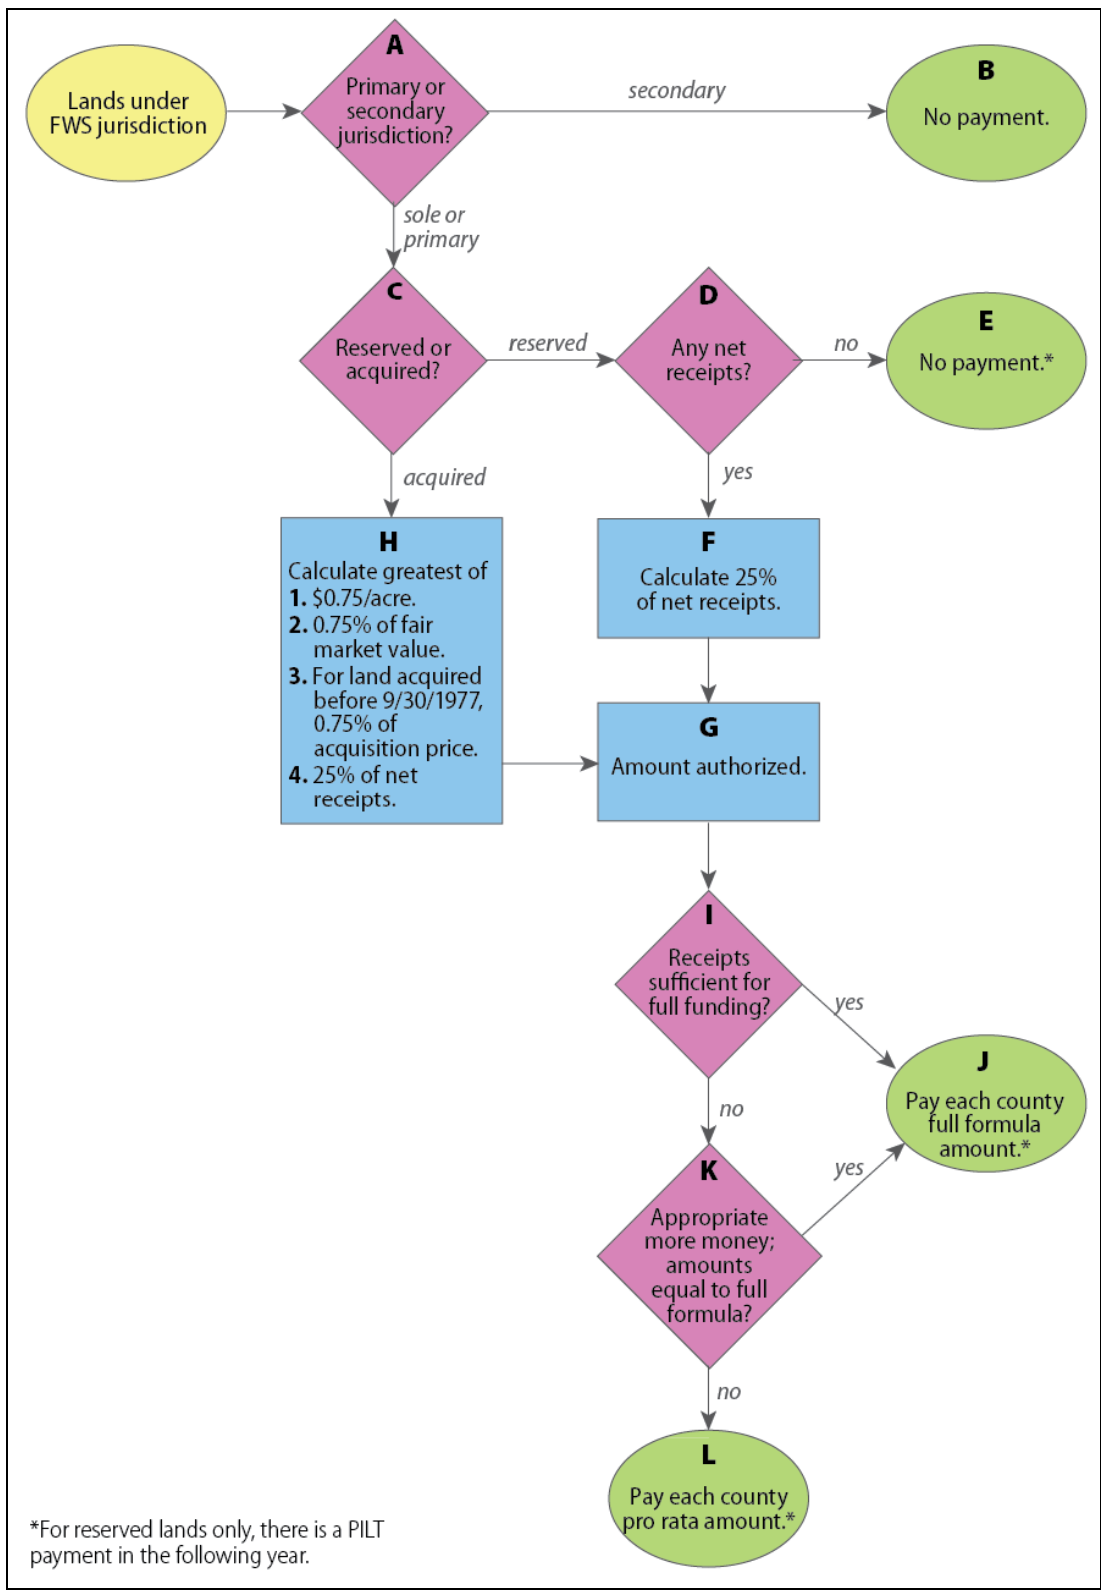 Lands under
FWS jurisdiction
A
Primary or
secondary
jurisdiction?
secondary
B
No payment.
sole or
primary
C
Reserved or
acquired?
reserved
D
Any net
receipts?
no
E
No payment.*
acquired
yes
H
Calculate greatest of
1. $0.75/acre.
2. 0.75% of fair
market value.
3. For land acquired
before 9/30/1977,
0.75% of
acquisition price.
4. 25% of net
receipts.
F
Calculate 25%
of net receipts.
G
Amount authorized.
I
Receipts
sufficient for
full funding?
yes
J
Pay each county
full formula
amount.*
no
K
Appropriate
more money;
amounts
equal to full
formula?
yes
no
L
Pay each county
pro rata amount.*
*For reserved lands only, there is a PILT
payment in the following year.